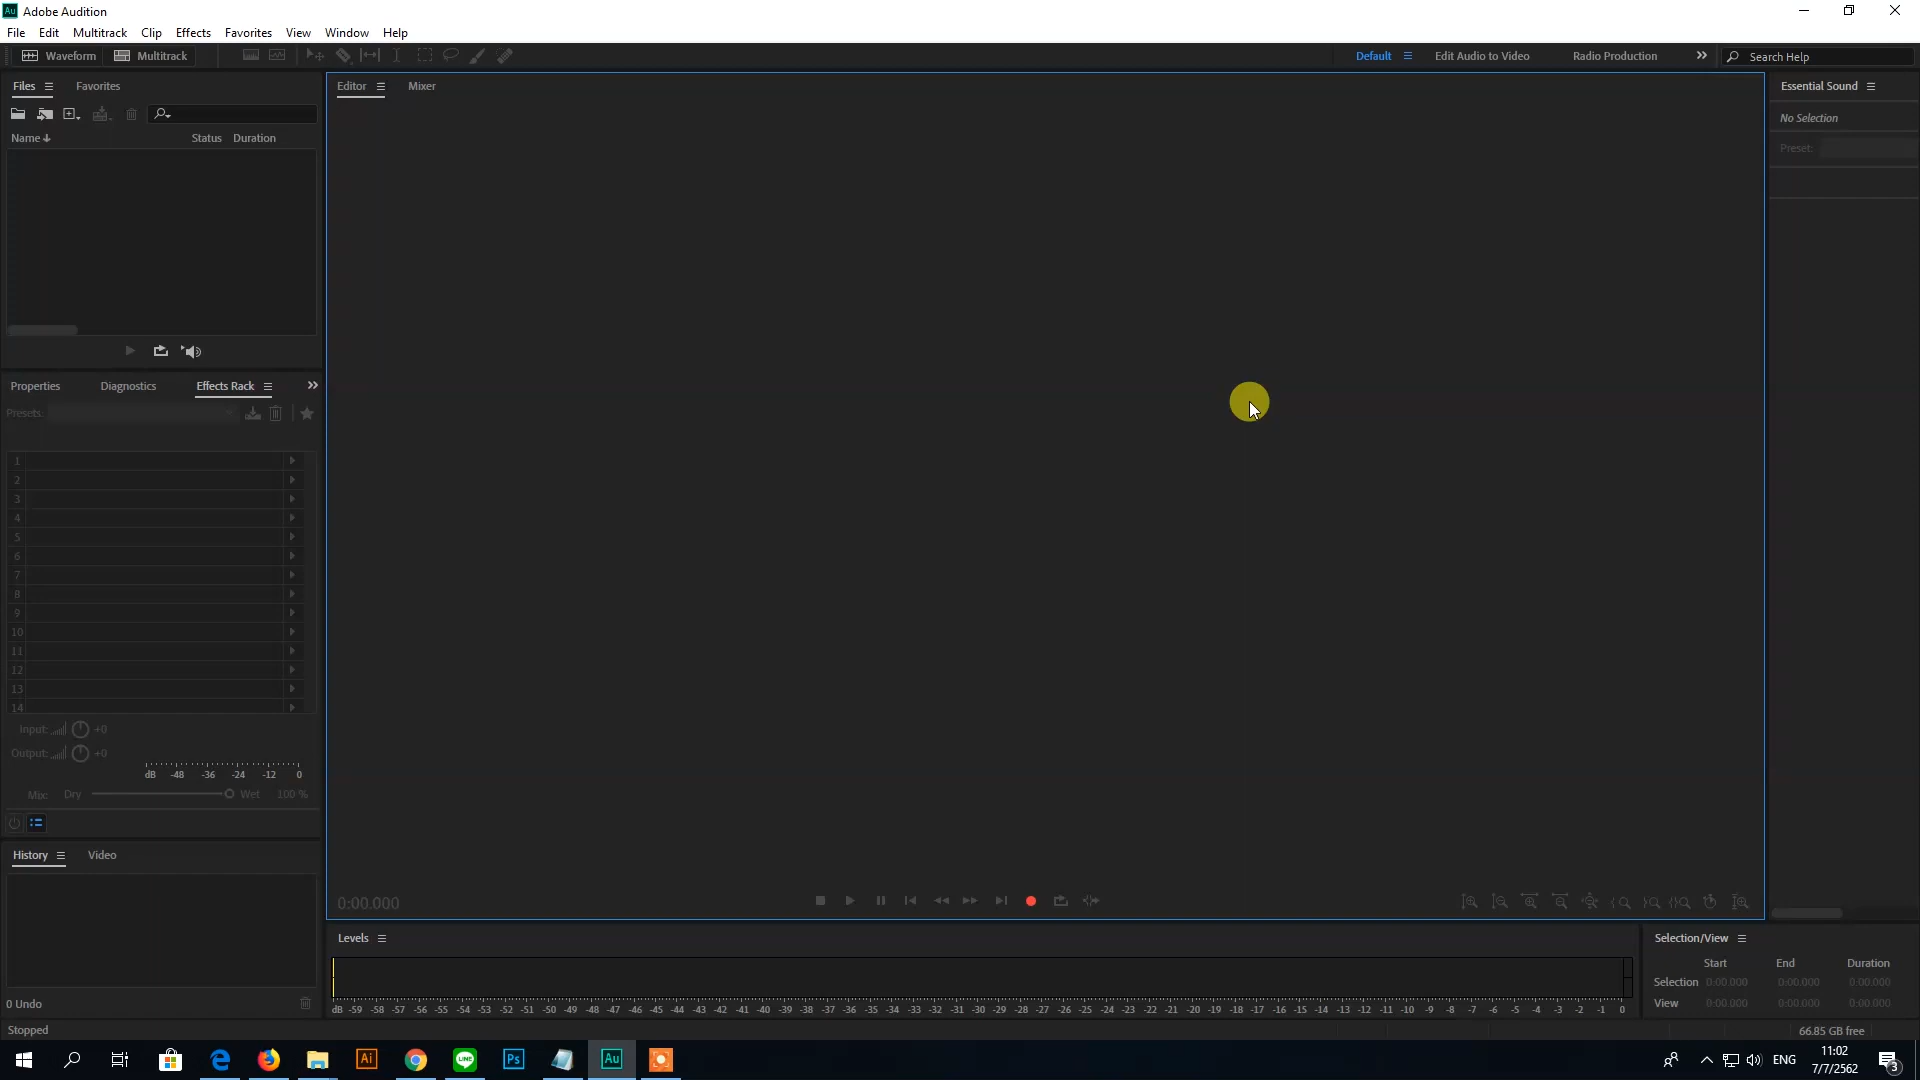 Au Adobe Audition
File Edit Multitrack Clip Effects Favorites View Window Help
Waveform Multitrack Default Edit Audio to Video Radio Production Search Help
Files Favorites
Name Status Duration
Properties Diagnostics Effects Rack
Presets:
1
2
3
4
5
6
7
8
9
10
11
12
13
14
Input: +0
Output: +0
dB -48 -36 -24 -12 0
Mix: Dry Wet 100 %
History Video
0 Undo
Stopped
Editor Mixer
0:00.000
Levels
dB -59 -58 -57 -56 -55 -54 -53 -52 -51 -50 -49 -48 -47 -46 -45 -44 -43 -42 -41 -40 -39 -38 -37 -36 -35 -34 -33 -32 -31 -30 -29 -28 -27 -26 -25 -24 -23 -22 -21 -20 -19 -18 -17 -16 -15 -14 -13 -12 -11 -10 -9 -8 -7 -6 -5 -4 -3 -2 -1 0
Essential Sound
No Selection
Preset:
Selection/View
Start End Duration
Selection 0:00.000 0:00.000 0:00.000
View 0:00.000 0:00.000 0:00.000
66.85 GB free
Ai LINE Ps Au ENG
11:02
7/7/2562
3